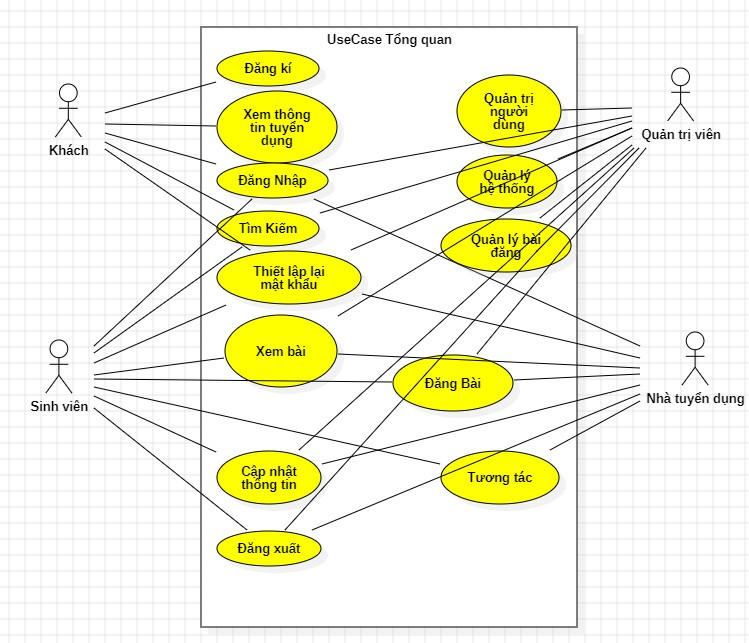 UseCase Tổng quan
Đăng kí
Xem thông
tin tuyển
dụng
Quản trị
người
dùng
Khách
Quản trị viên
Đăng Nhập
Quản lý
hệ thống
Tìm Kiếm
Quản lý bài
đăng
Thiết lập lại
mật khẩu
Xem bài
Đăng Bài
Sinh viên
Nhà tuyển dụng
Cập nhật
thông tin
Tương tác
Đăng xuất